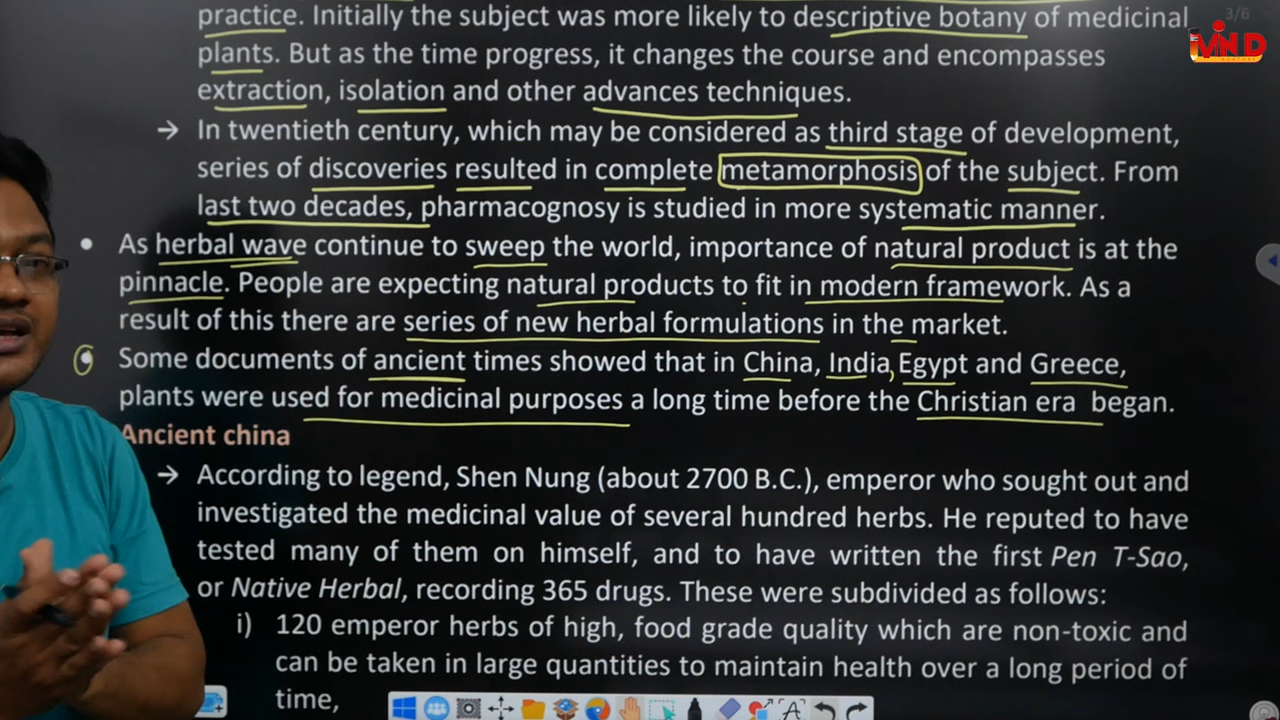 practice. Initially the subject was more likely to descriptive botany of medicinal
3/6
MIND
plants. But as the time progress, it changes the course and encompasses
extraction, isolation and other advances techniques.
→ In twentieth century, which may be considered as third stage of development,
series of discoveries resulted in complete metamorphosis of the subject. From
last two decades, pharmacognosy is studied in more systematic manner.
• As herbal wave continue to sweep the world, importance of natural product is at the
pinnacle. People are expecting natural products to fit in modern framework. As a
result of this there are series of new herbal formulations in the market.
• Some documents of ancient times showed that in China, India, Egypt and Greece,
plants were used for medicinal purposes a long time before the Christian era began.
Ancient china
→ According to legend, Shen Nung (about 2700 B.C.), emperor who sought out and
investigated the medicinal value of several hundred herbs. He reputed to have
tested many of them on himself, and to have written the first Pen T-Sao,
or Native Herbal, recording 365 drugs. These were subdivided as follows:
i) 120 emperor herbs of high, food grade quality which are non-toxic and
can be taken in large quantities to maintain health over a long period of
time,